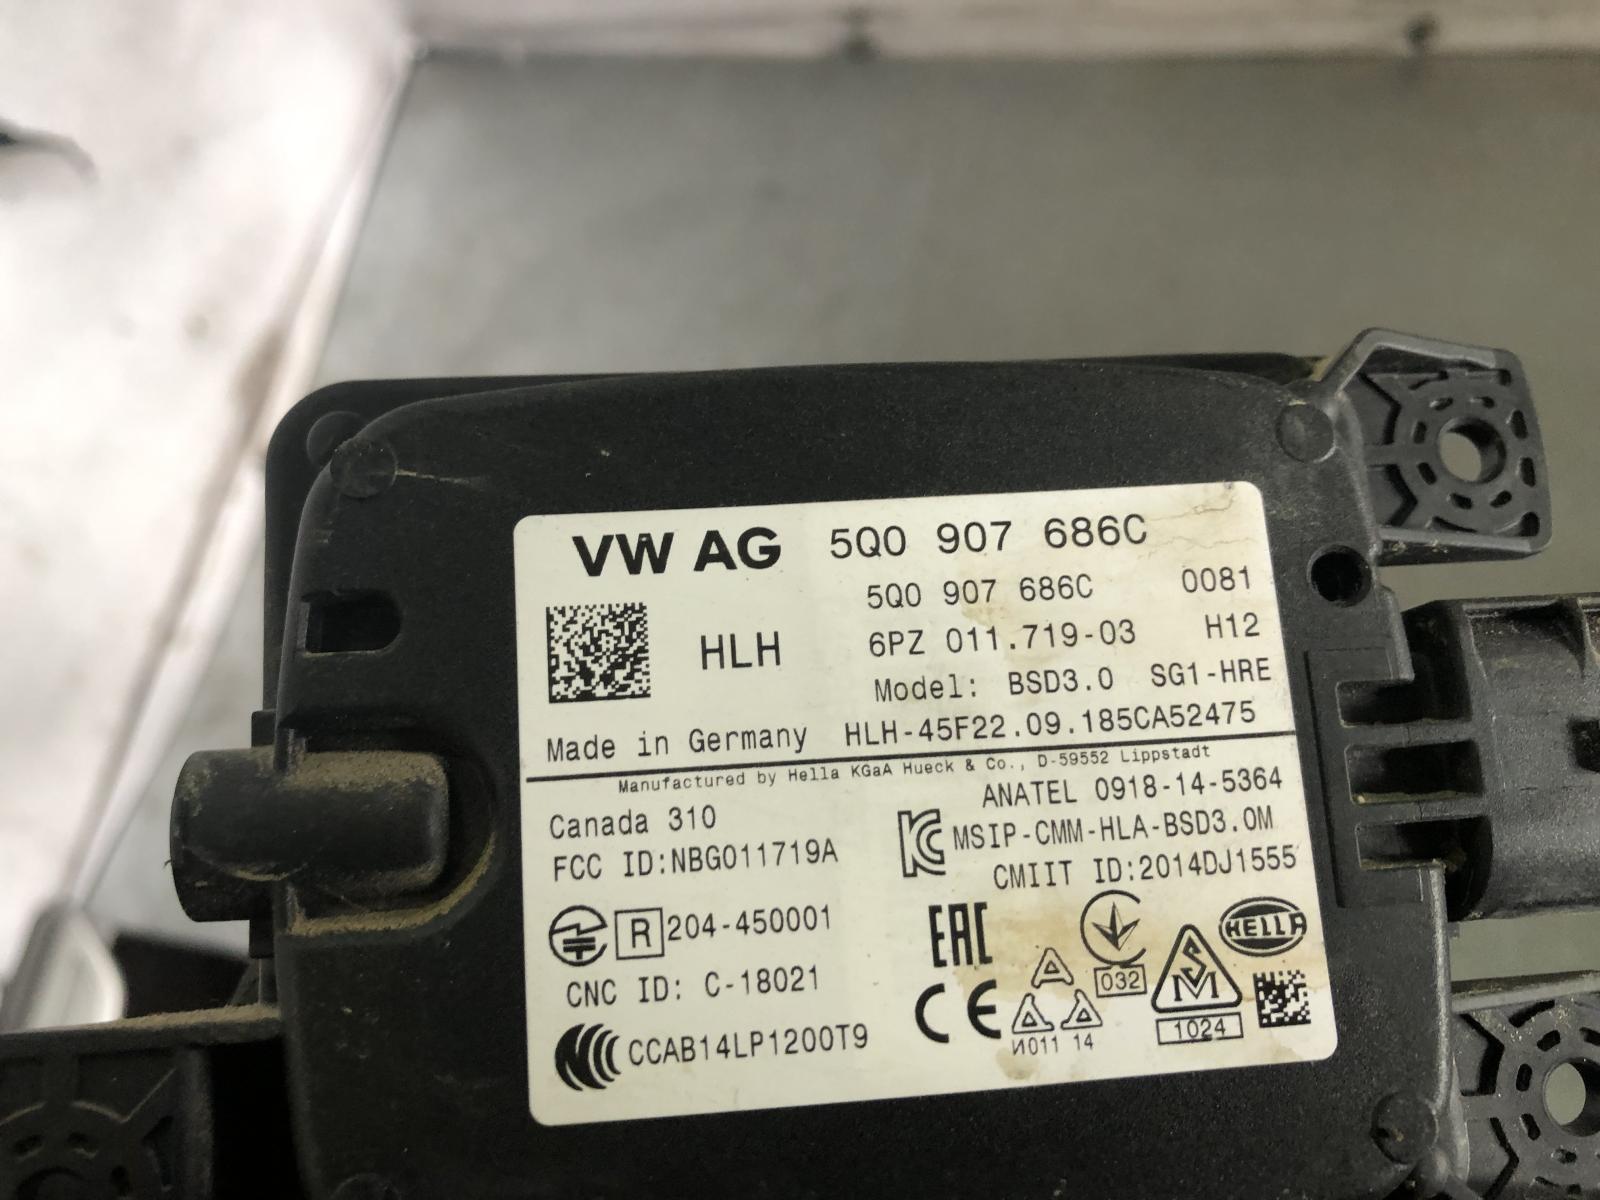 VW AG 5Q0 907 686C
5Q0 907 686C 0081
HLH 6PZ 011.719-03 H12
Model: BSD3.0 SG1-HRE
Made in Germany HLH-45F22.09.185CA52475
Manufactured by Hella KGaA Hueck & Co., D-59552 Lippstadt
Canada 310 ANATEL 0918-14-5364
FCC ID:NBG011719A MSIP-CMM-HLA-BSD3.0M
CMIIT ID:2014DJ1555
R 204-450001 EAC HELLA
CNC ID: C-18021 032
CE SM
CCAB14LP1200T9 И011 14 1024